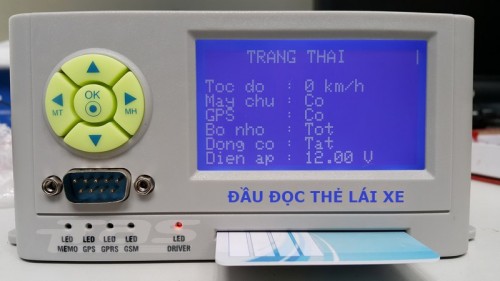 TRANG THAI
Toc do : 0 km/h
May chu : Co
GPS : Co
Bo nho : Tot
Dong co : Tat
Dien ap : 12.00 V
OK
MT
MH
ĐẦU ĐỌC THẺ LÁI XE
LED MEMO
LED GPS
LED GPRS
LED GSM
LED DRIVER